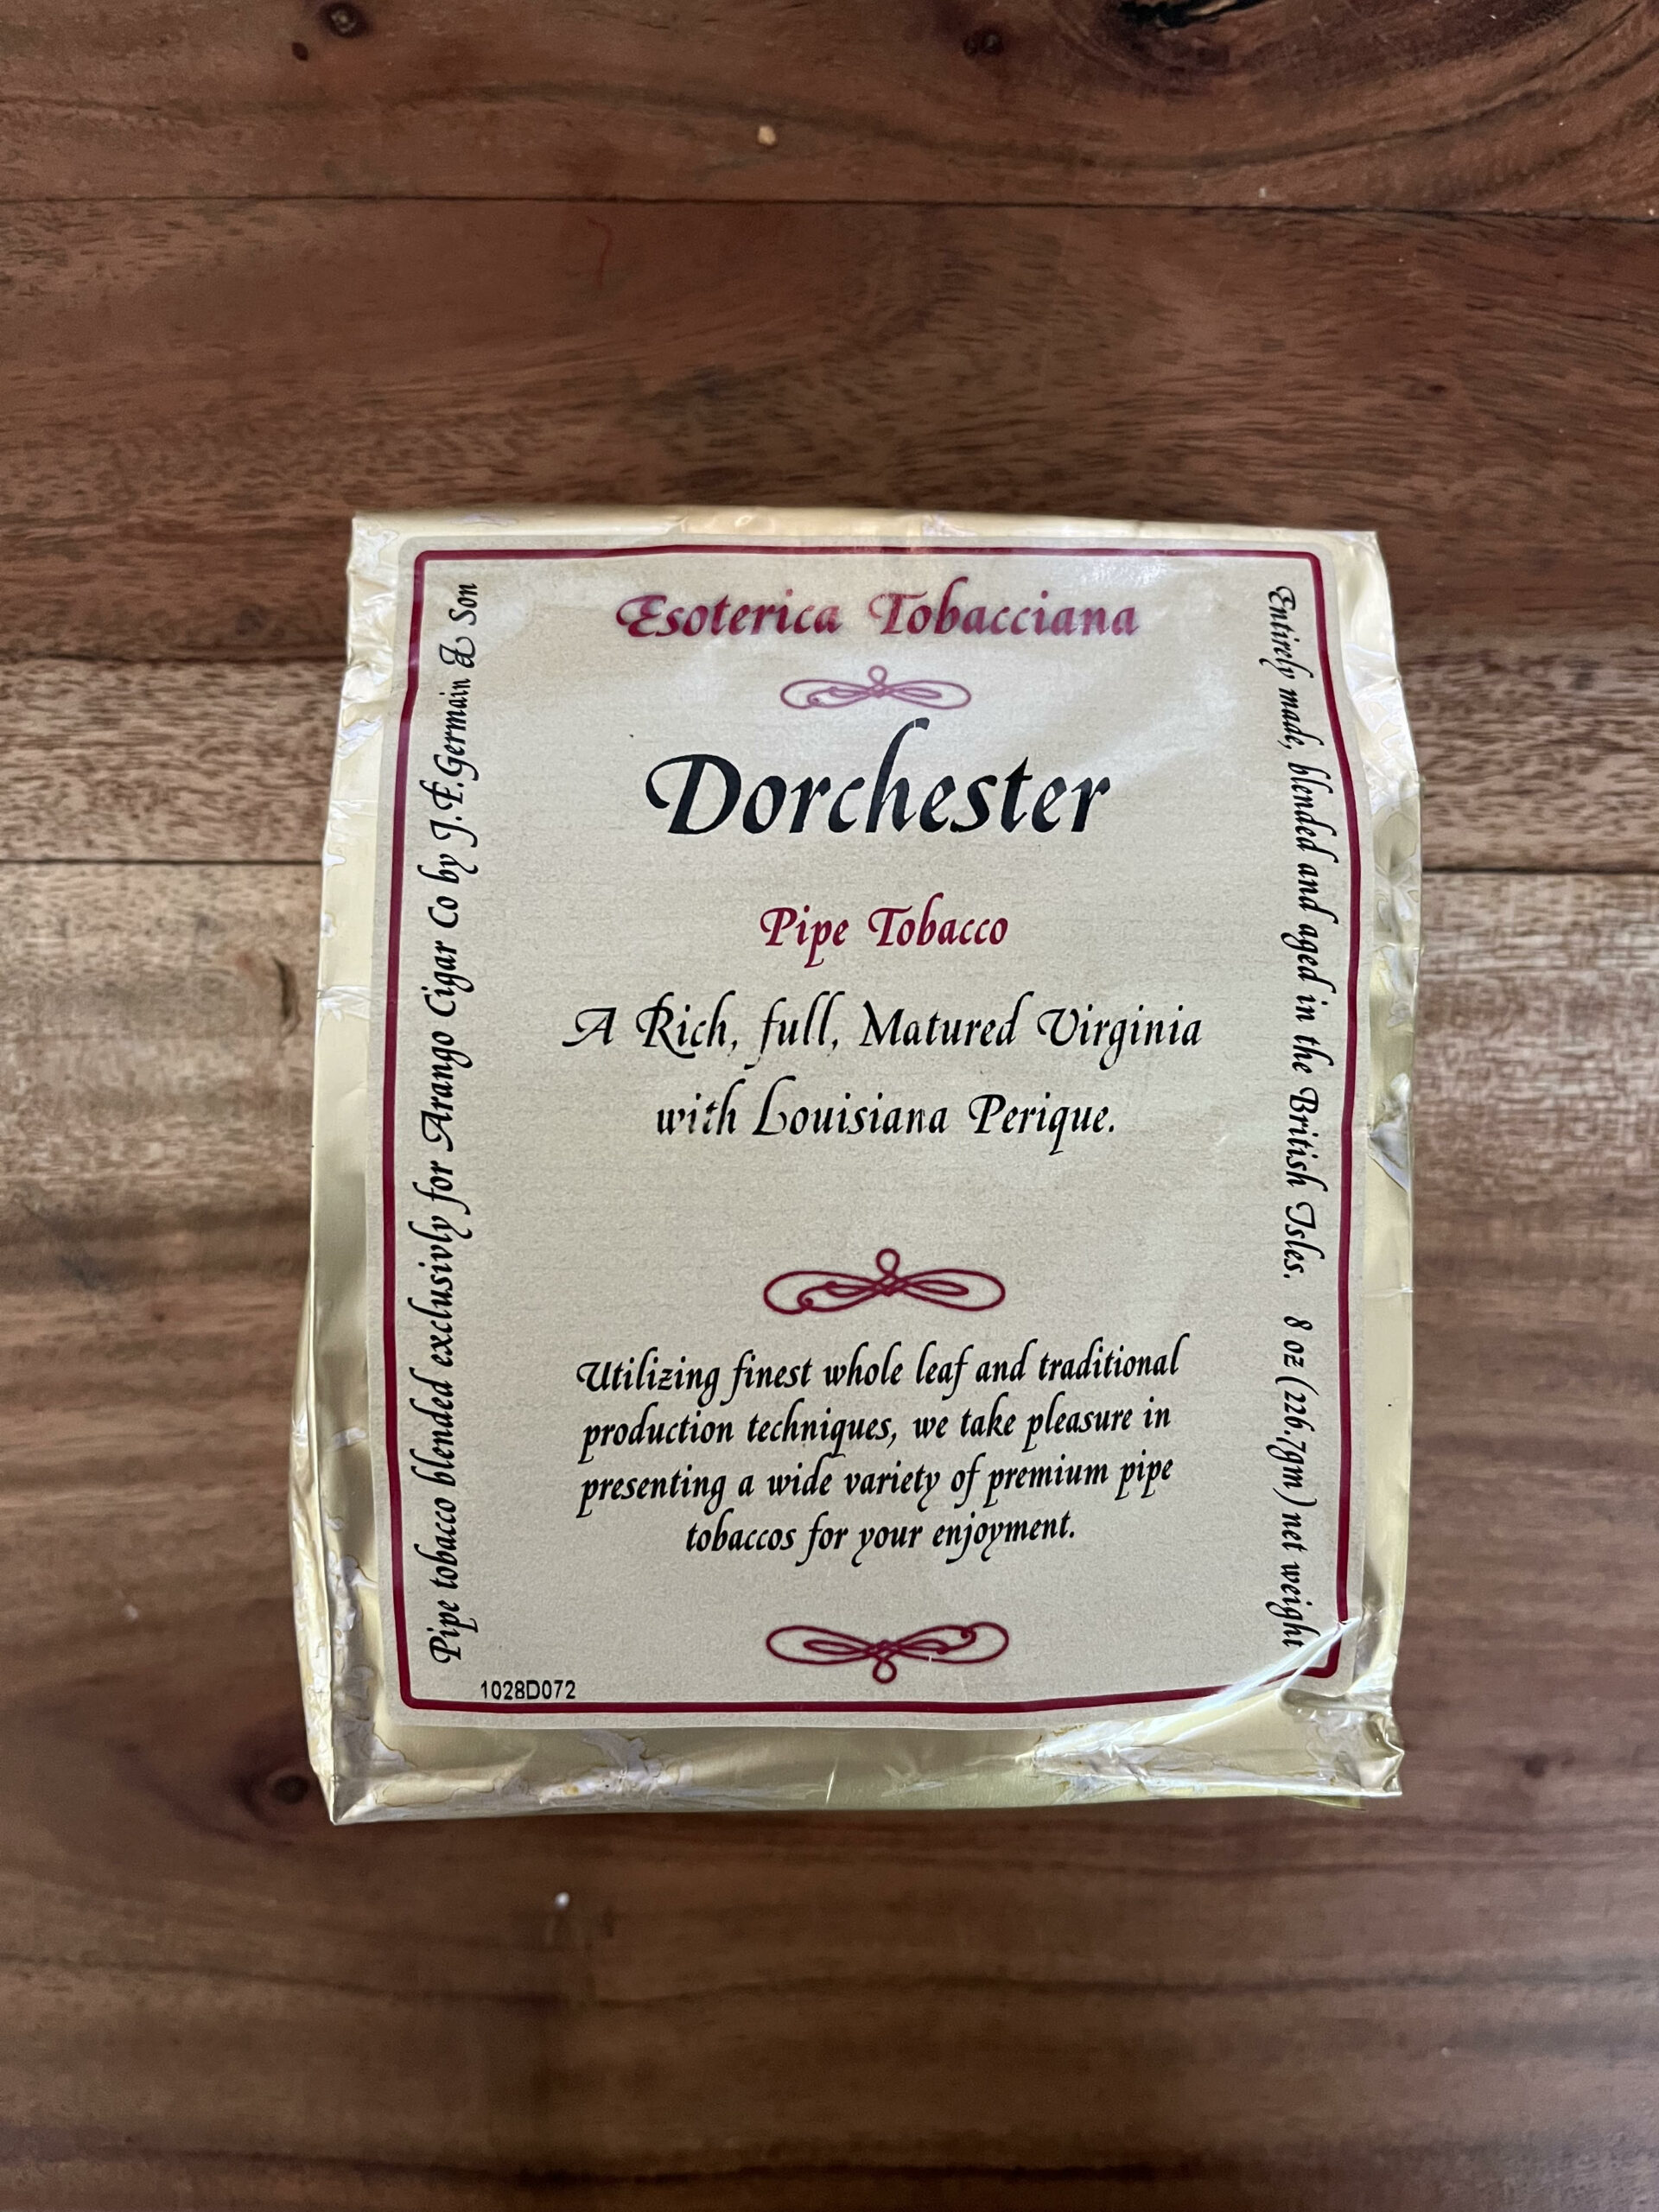 Esoterica Tobacciana
Dorchester
Pipe Tobacco
A Rich, full, Matured Virginia
with Louisiana Perique.
Utilizing finest whole leaf and traditional
production techniques, we take pleasure in
presenting a wide variety of premium pipe
tobaccos for your enjoyment.
Pipe tobacco blended exclusivly for Arango Cigar Co by J.F.Germain & Son
Entirely made, blended and aged in the British Isles. 8 oz (226.7gm) net weight
1028D072